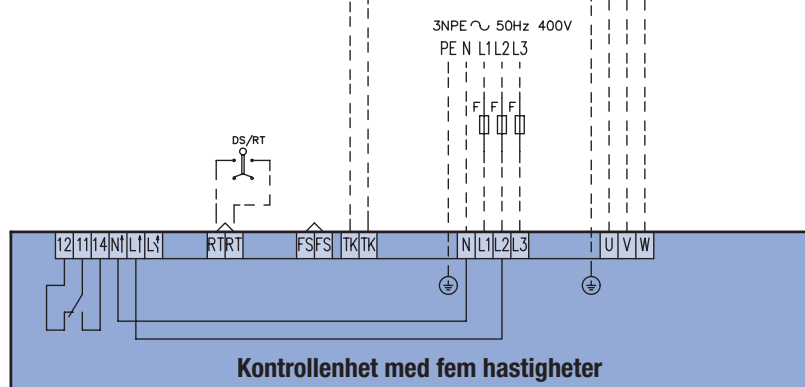 3NPE ~ 50Hz 400V
PE N L1 L2 L3
F F F
DS/RT
12 11 14 N↑ L↑ L RT RT FS FS TK TK N L1 L2 L3 U V W
Kontrollenhet med fem hastigheter